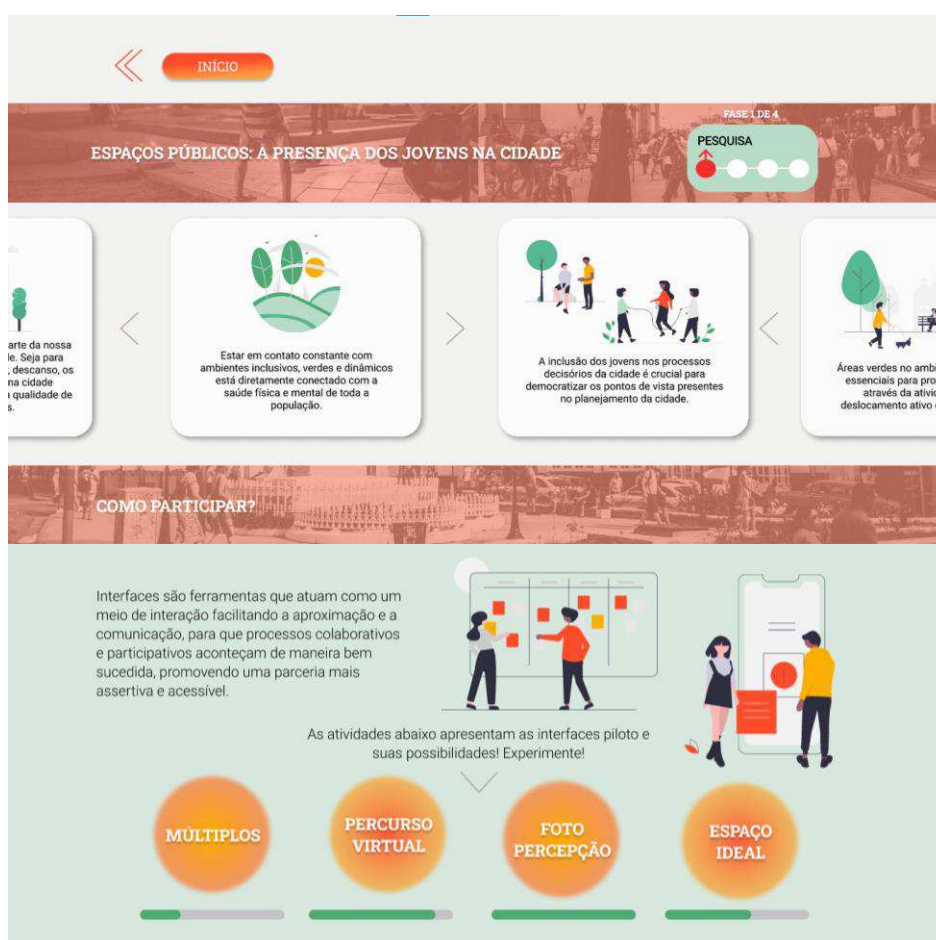 INÍCIO
FASE 1 DE 4
PESQUISA
ESPAÇOS PÚBLICOS: A PRESENÇA DOS JOVENS NA CIDADE
arte da nossa
Seja para
descanso, os
na cidade
qualidade de
Estar em contato constante com
ambientes inclusivos, verdes e dinâmicos
está diretamente conectado com a
saúde física e mental de toda a
população.
A inclusão dos jovens nos processos
decisórios da cidade é crucial para
democratizar os pontos de vista presentes
no planejamento da cidade.
Áreas verdes no ambi
essenciais para pro
através da ativi
deslocamento ativo
COMO PARTICIPAR?
Interfaces são ferramentas que atuam como um
meio de interação facilitando a aproximação e a
comunicação, para que processos colaborativos
e participativos aconteçam de maneira bem
sucedida, promovendo uma parceria mais
assertiva e acessível.
As atividades abaixo apresentam as interfaces piloto e
suas possibilidades! Experimente!
MÚLTIPLOS
PERCURSO
VIRTUAL
FOTO
PERCEPÇÃO
ESPAÇO
IDEAL